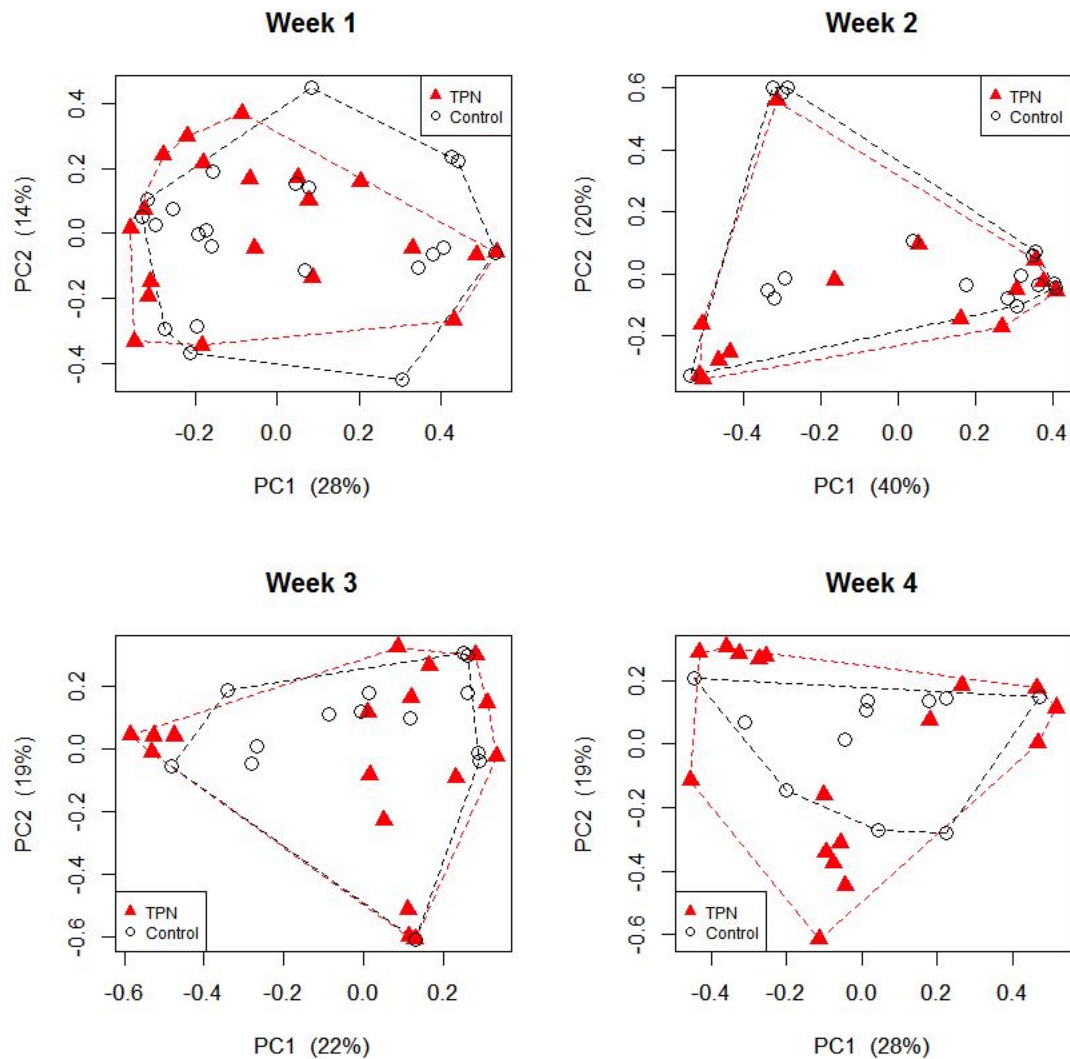 Week 1
TPN
Control
PC2 (14%)
0.4
0.2
0.0
-0.2
-0.4
-0.2 0.0 0.2 0.4
PC1 (28%)
Week 2
TPN
Control
PC2 (20%)
0.6
0.4
0.2
0.0
-0.2
-0.4 -0.2 0.0 0.2 0.4
PC1 (40%)
Week 3
PC2 (19%)
0.2
0.0
-0.2
-0.4
-0.6
TPN
Control
-0.6 -0.4 -0.2 0.0 0.2
PC1 (22%)
Week 4
PC2 (19%)
0.2
0.0
-0.2
-0.4
-0.6
TPN
Control
-0.4 -0.2 0.0 0.2 0.4
PC1 (28%)